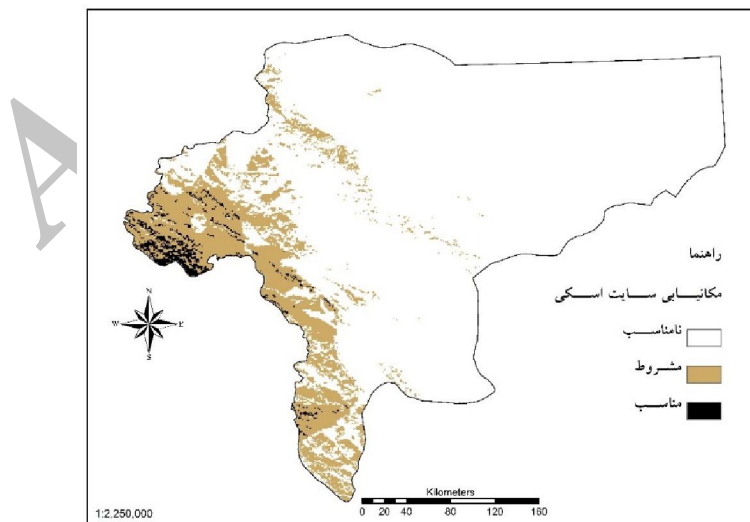 A
راهنما
مکانیابی سایت اسکی
نامناسب
مشروط
مناسب
N
W E
S
Kilometers
0 20 40 80 120 160
1:2,250,000